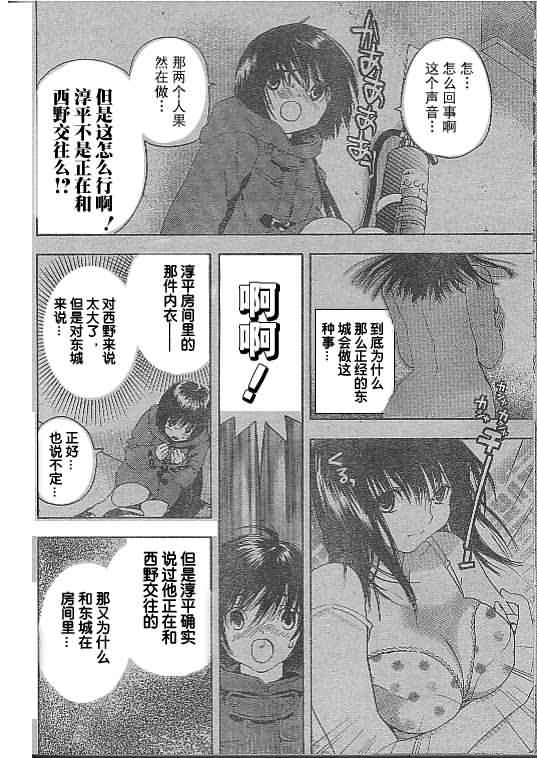 怎…
怎么回事啊
这个声音…
那两个人果
然在做…
但是这怎么行啊！
淳平不是正在和
西野交往么!?
到底为什么
那么正经的东
城会做这
种事…
啊啊！
淳平房间里的
那件内衣——
对西野来说
太大了，
但是对东城
来说…
正好…
也说不定…
カァカァ
くる。
但是淳平确实
说过他正在和
西野交往的
那又为什么
和东城在
房间里…